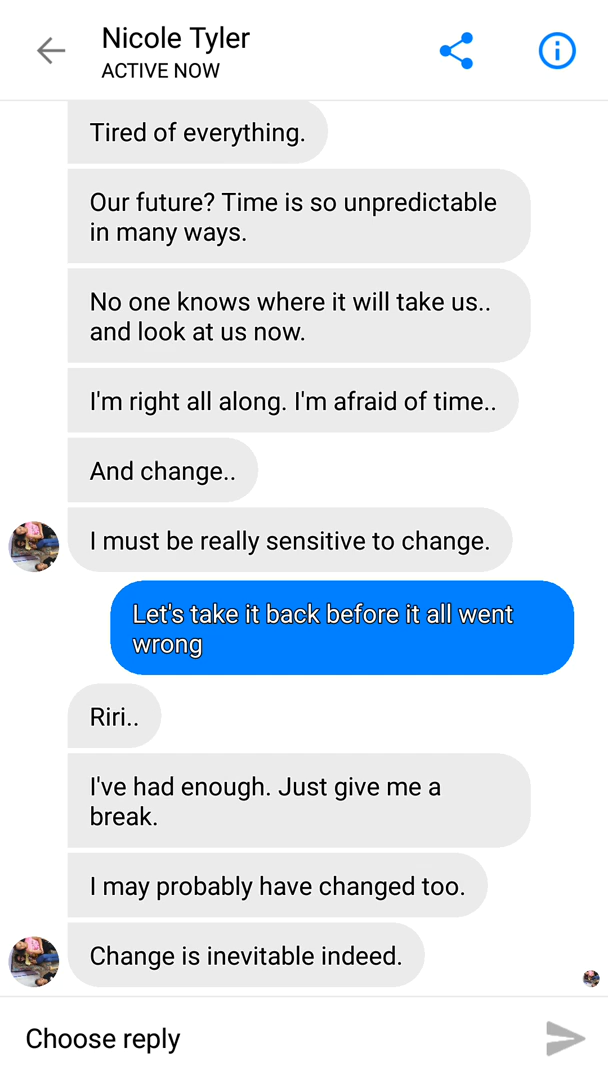 Nicole Tyler
ACTIVE NOW
Tired of everything.
Our future? Time is so unpredictable
in many ways.
No one knows where it will take us..
and look at us now.
I'm right all along. I'm afraid of time..
And change..
I must be really sensitive to change.
Let's take it back before it all went
wrong
Riri..
I've had enough. Just give me a
break.
I may probably have changed too.
Change is inevitable indeed.
Choose reply